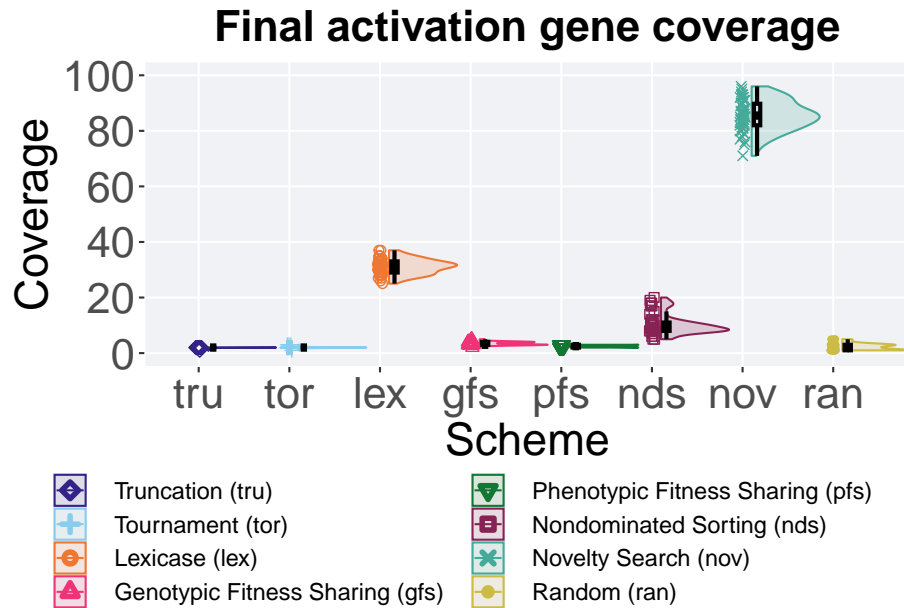 Final activation gene coverage
100
80
60
40
20
0
Coverage
tru tor lex gfs pfs nds nov ran
Scheme
Truncation (tru)
Tournament (tor)
Lexicase (lex)
Genotypic Fitness Sharing (gfs)
Phenotypic Fitness Sharing (pfs)
Nondominated Sorting (nds)
Novelty Search (nov)
Random (ran)